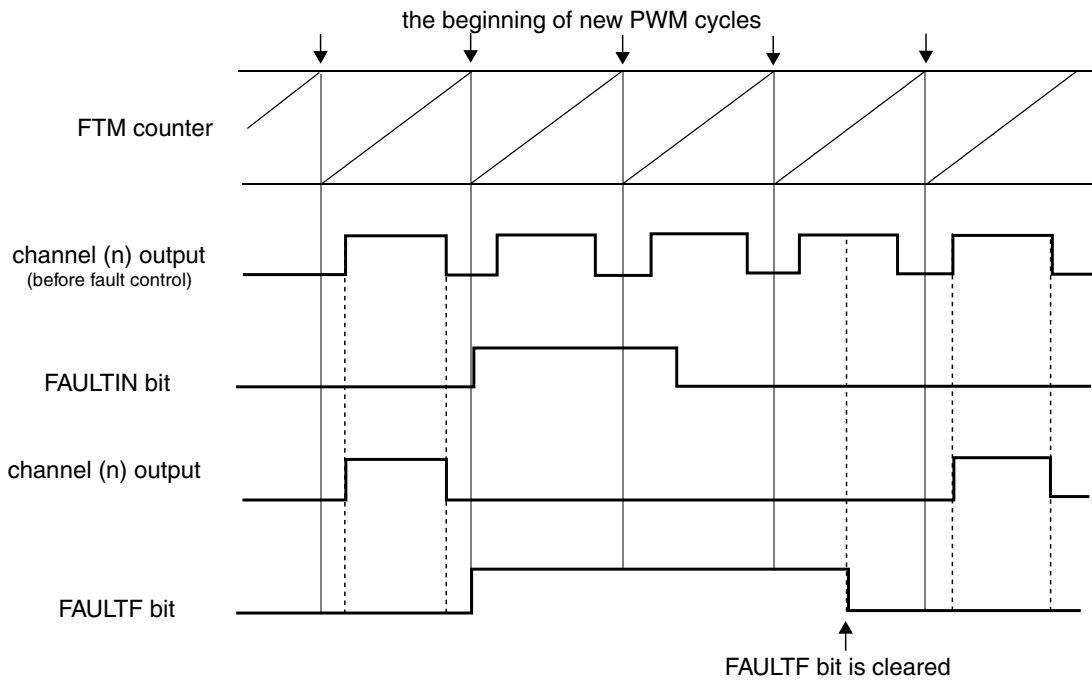 the beginning of new PWM cycles
FTM counter
channel (n) output
(before fault control)
FAULTIN bit
channel (n) output
FAULTF bit
FAULTF bit is cleared